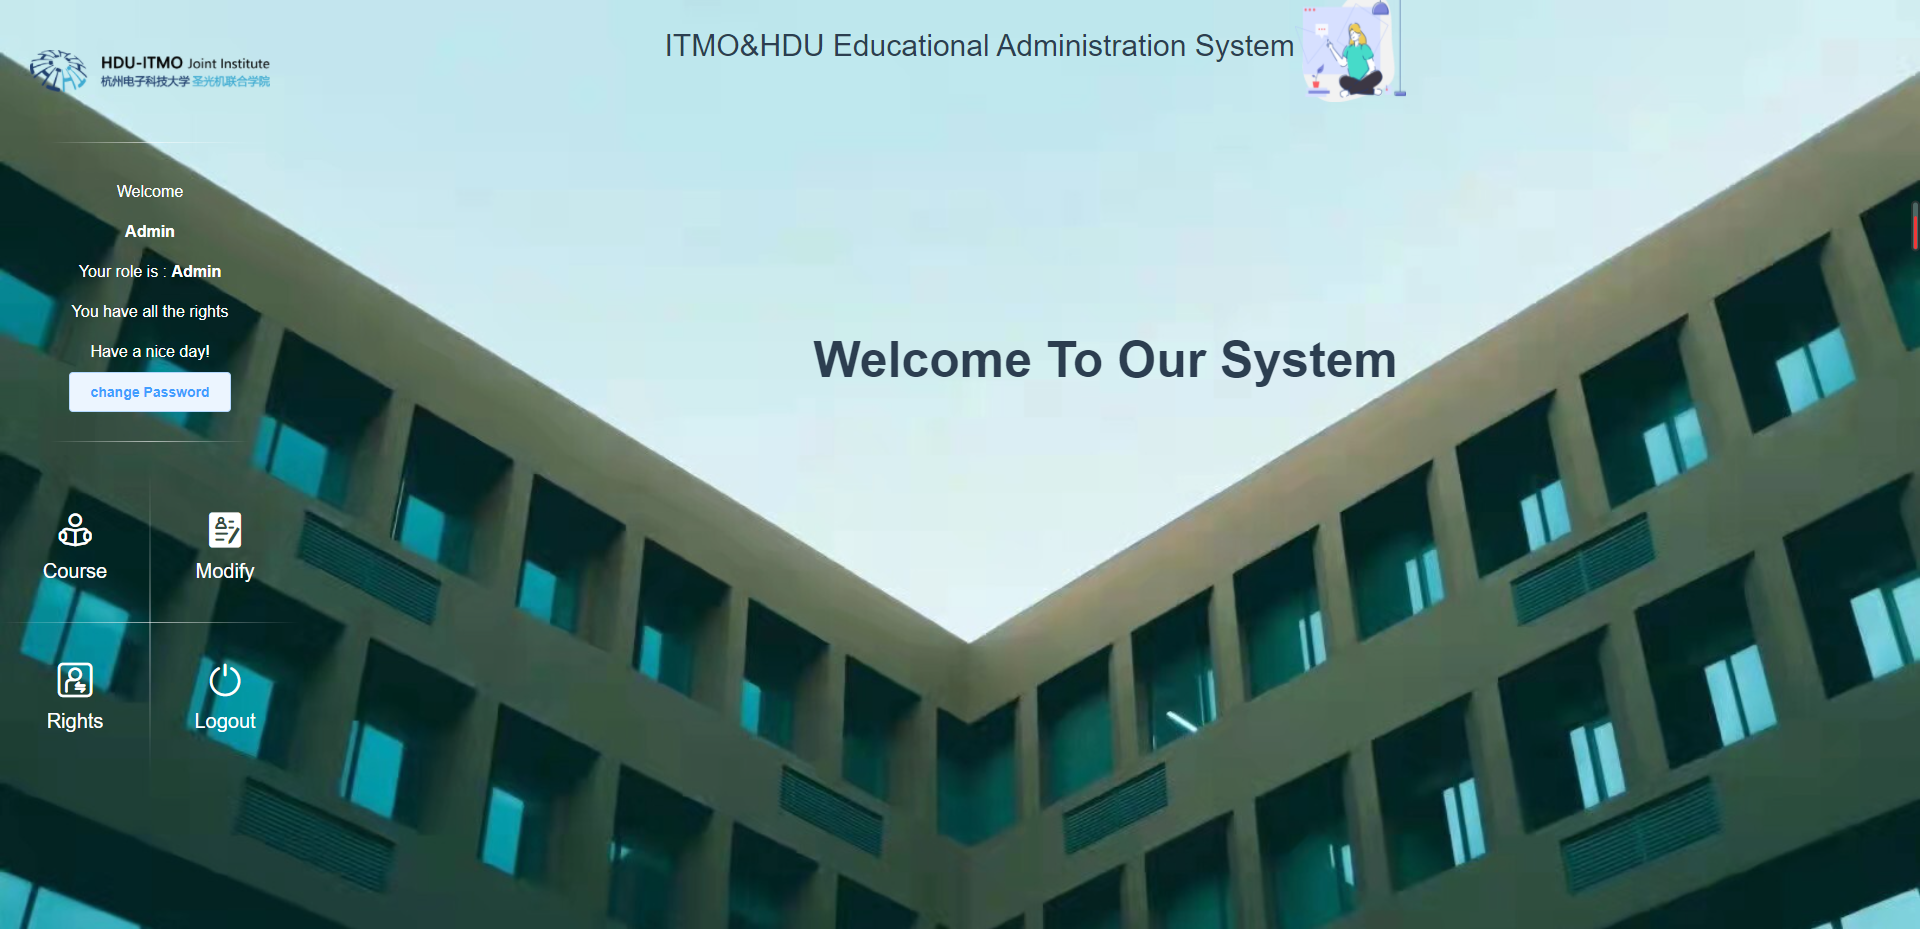 ITMO&HDU Educational Administration System
HDU-ITMO Joint Institute
杭州电子科技大学 圣光机联合学院
Welcome
Admin
Your role is : Admin
You have all the rights
Have a nice day!
change Password
Welcome To Our System
Course
Modify
Rights
Logout